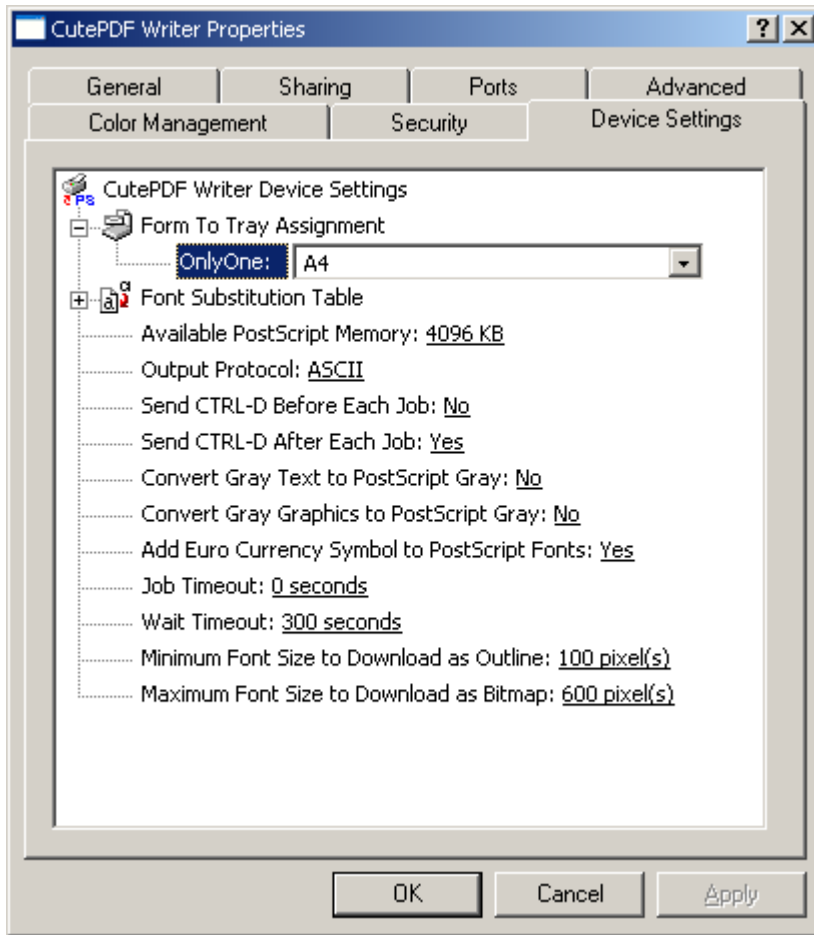 CutePDF Writer Properties
General Sharing Ports Advanced
Color Management Security Device Settings
CutePDF Writer Device Settings
Form To Tray Assignment
OnlyOne: A4
Font Substitution Table
Available PostScript Memory: 4096 KB
Output Protocol: ASCII
Send CTRL-D Before Each Job: No
Send CTRL-D After Each Job: Yes
Convert Gray Text to PostScript Gray: No
Convert Gray Graphics to PostScript Gray: No
Add Euro Currency Symbol to PostScript Fonts: Yes
Job Timeout: 0 seconds
Wait Timeout: 300 seconds
Minimum Font Size to Download as Outline: 100 pixel(s)
Maximum Font Size to Download as Bitmap: 600 pixel(s)
OK Cancel Apply